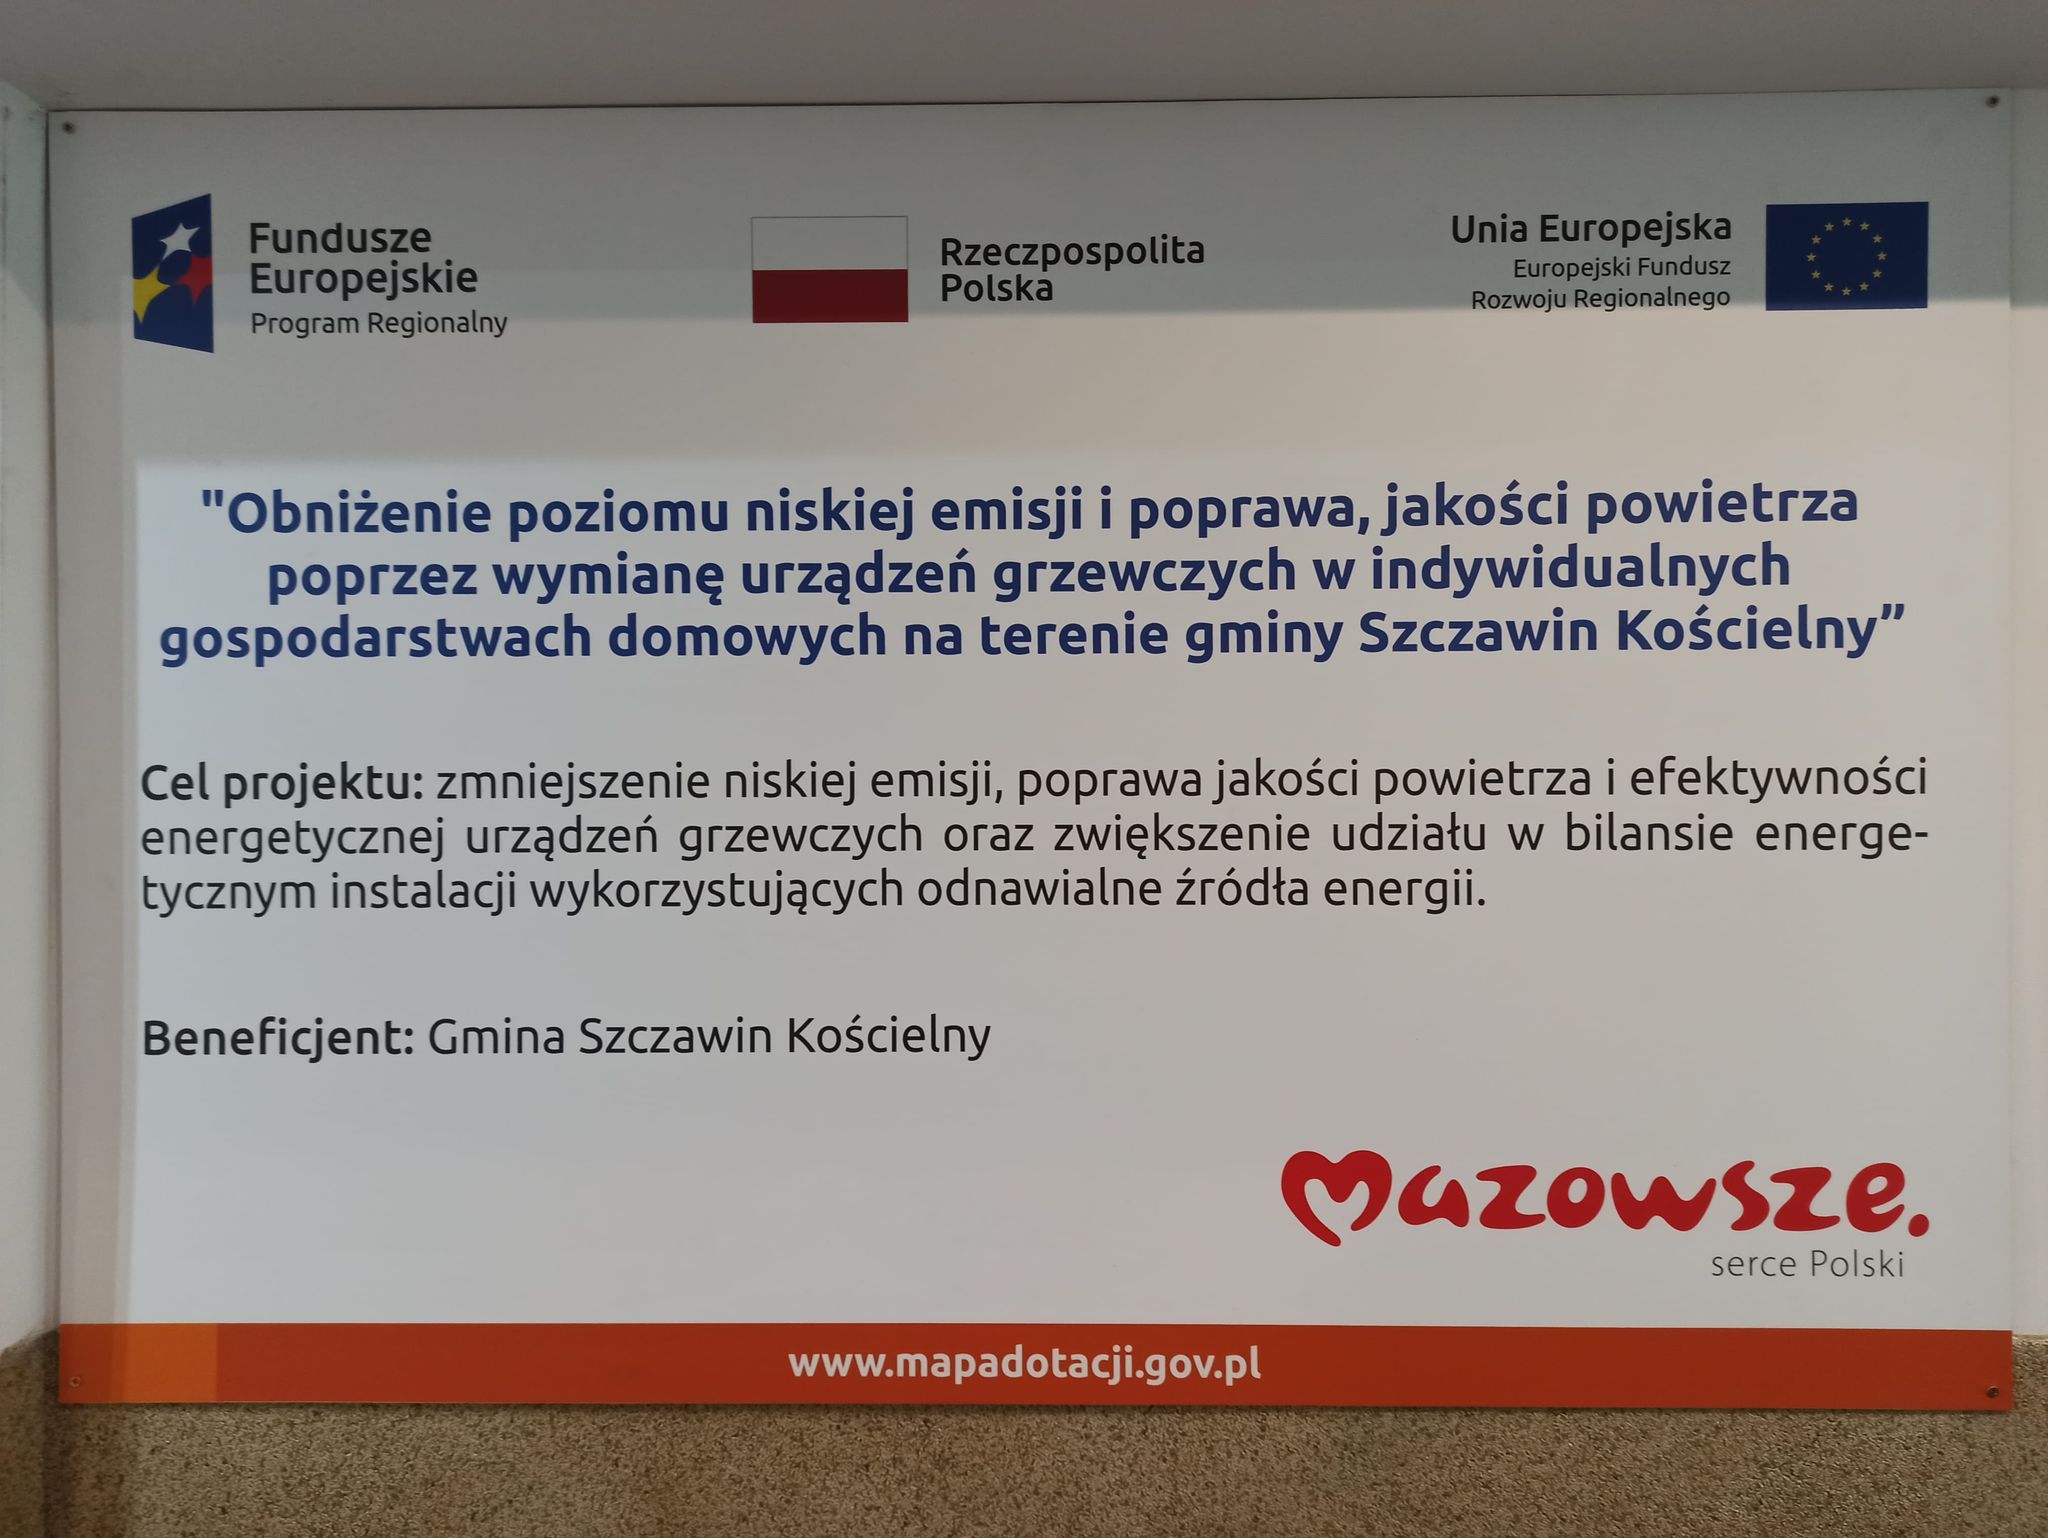 Fundusze
Europejskie
Program Regionalny
Rzeczpospolita
Polska
Unia Europejska
Europejski Fundusz
Rozwoju Regionalnego
"Obniżenie poziomu niskiej emisji i poprawa, jakości powietrza
poprzez wymianę urządzeń grzewczych w indywidualnych
gospodarstwach domowych na terenie gminy Szczawin Kościelny”
Cel projektu: zmniejszenie niskiej emisji, poprawa jakości powietrza i efektywności
energetycznej urządzeń grzewczych oraz zwiększenie udziału w bilansie energe-
tycznym instalacji wykorzystujących odnawialne źródła energii.
Beneficjent: Gmina Szczawin Kościelny
mazowsze.
serce Polski
www.mapadotacji.gov.pl